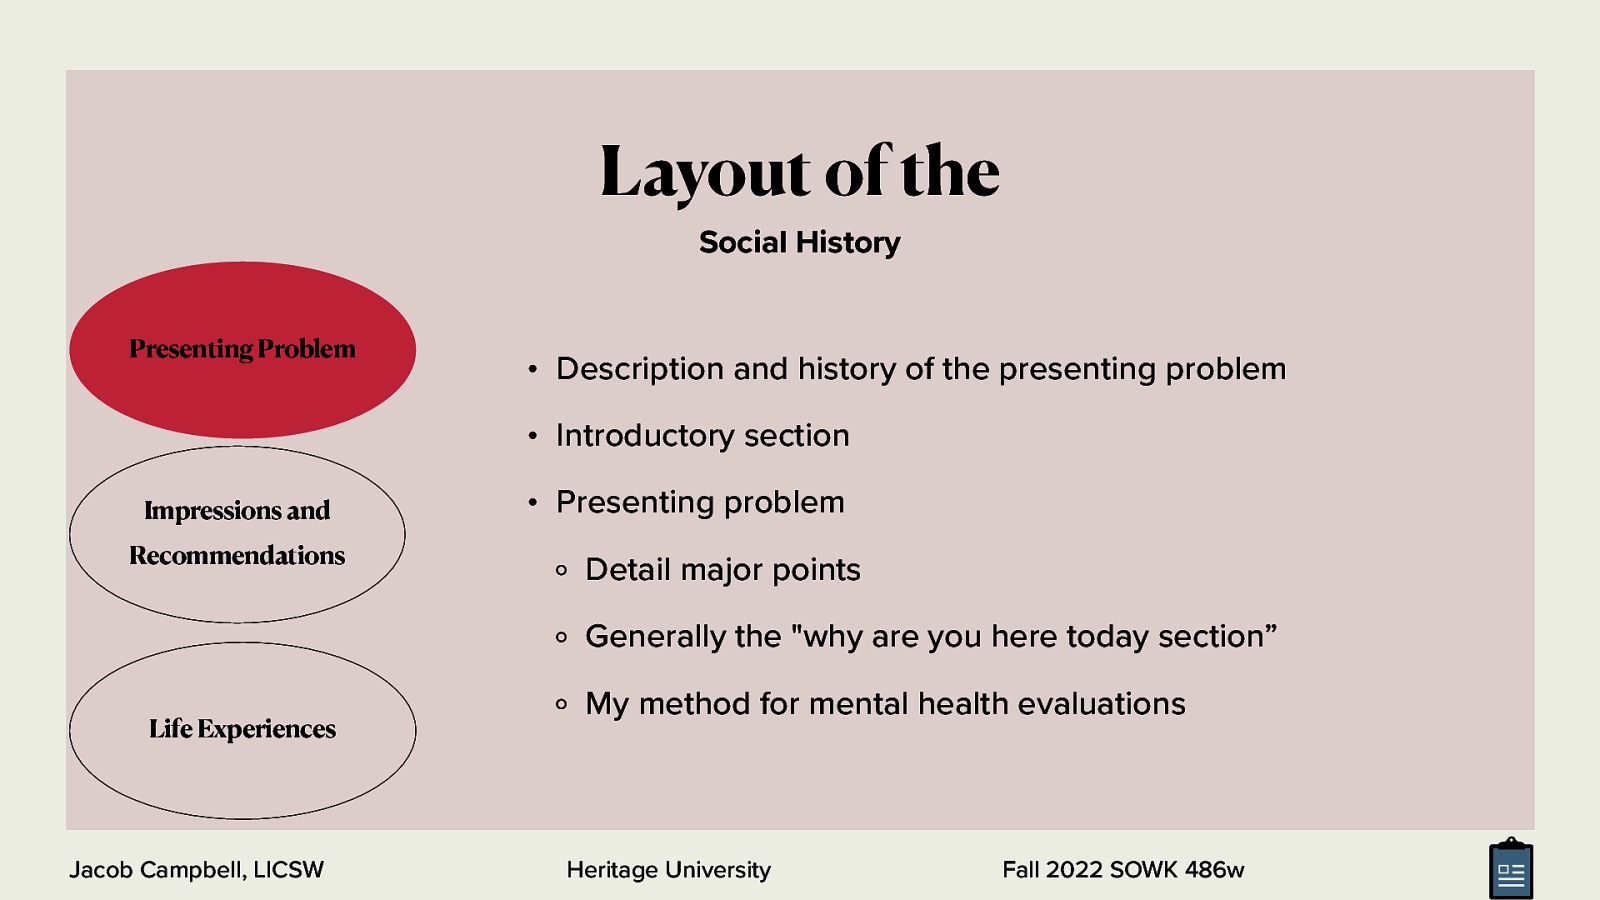 Layout of the
Social History
Presenting Problem
Impressions and
Recommendations
Life Experiences
• Description and history of the presenting problem
• Introductory section
• Presenting problem
◦ Detail major points
◦ Generally the "why are you here today section”
◦ My method for mental health evaluations
Jacob Campbell, LICSW
Heritage University
Fall 2022 SOWK 486w